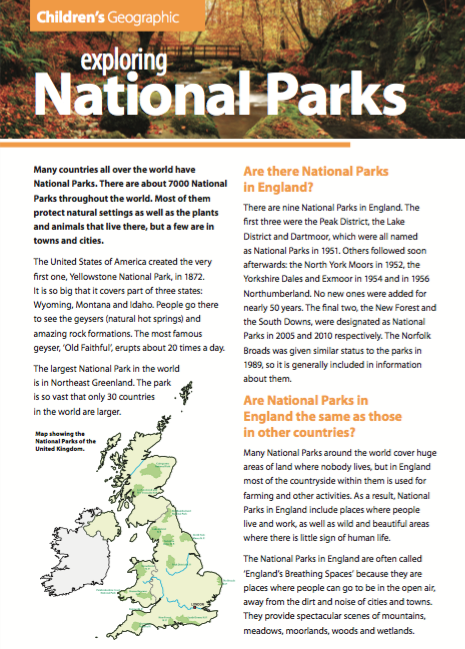 Children's Geographic
exploring
National Parks
Many countries all over the world have
National Parks. There are about 7000 National
Parks throughout the world. Most of them
protect natural settings as well as the plants
and animals that live there, but a few are in
towns and cities.
The United States of America created the very
first one, Yellowstone National Park, in 1872.
It is so big that it covers part of three states:
Wyoming, Montana and Idaho. People go there
to see the geysers (natural hot springs) and
amazing rock formations. The most famous
geyser, 'Old Faithful', erupts about 20 times a day.
The largest National Park in the world
is in Northeast Greenland. The park
is so vast that only 30 countries
in the world are larger.
Map showing the
National Parks of the
United Kingdom.
LONDON
Are there National Parks
in England?
There are nine National Parks in England. The
first three were the Peak District, the Lake
District and Dartmoor, which were all named
as National Parks in 1951. Others followed soon
afterwards: the North York Moors in 1952, the
Yorkshire Dales and Exmoor in 1954 and in 1956
Northumberland. No new ones were added for
nearly 50 years. The final two, the New Forest and
the South Downs, were designated as National
Parks in 2005 and 2010 respectively. The Norfolk
Broads was given similar status to the parks in
1989, so it is generally included in information
about them.
Are National Parks in
England the same as those
in other countries?
Many National Parks around the world cover huge
areas of land where nobody lives, but in England
most of the countryside within them is used for
farming and other activities. As a result, National
Parks in England include places where people
live and work, as well as wild and beautiful areas
where there is little sign of human life.
The National Parks in England are often called
'England's Breathing Spaces' because they are
places where people can go to be in the open air,
away from the dirt and noise of cities and towns.
They provide spectacular scenes of mountains,
meadows, moorlands, woods and wetlands.